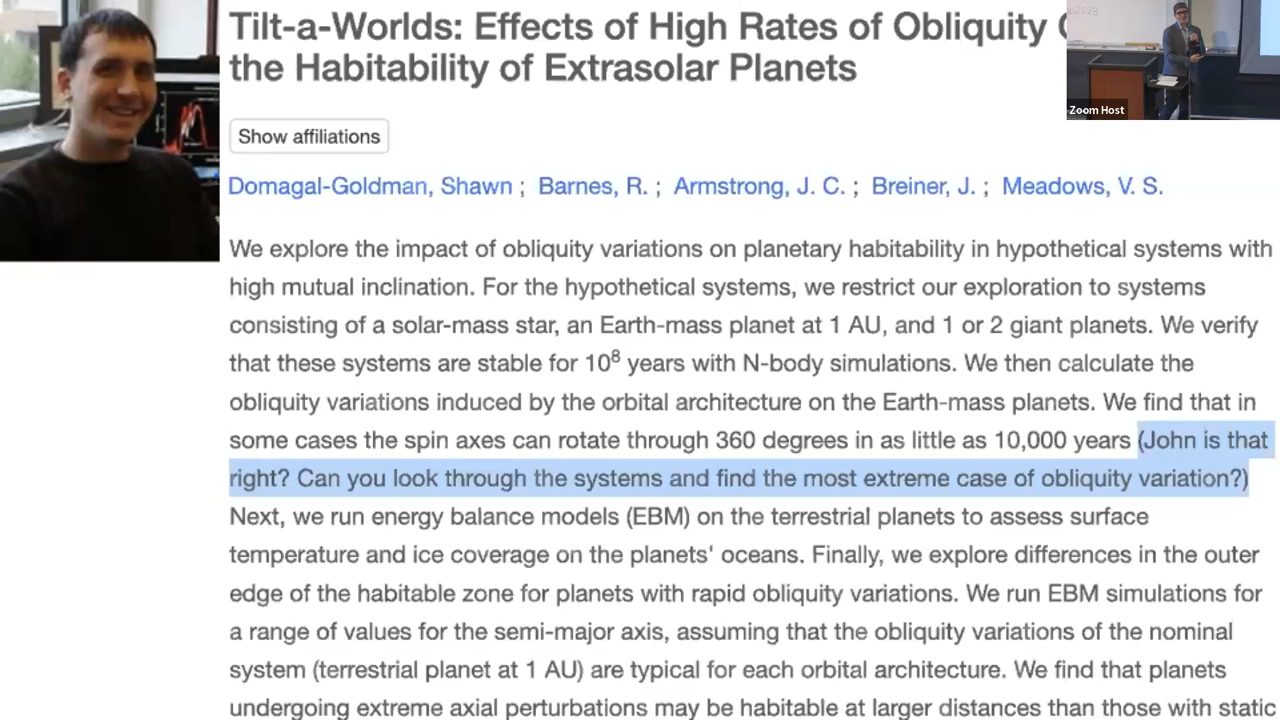 Tilt-a-Worlds: Effects of High Rates of Obliquity
the Habitability of Extrasolar Planets
Show affiliations
Domagal-Goldman, Shawn ; Barnes, R. ; Armstrong, J. C. ; Breiner, J. ; Meadows, V. S.
We explore the impact of obliquity variations on planetary habitability in hypothetical systems with
high mutual inclination. For the hypothetical systems, we restrict our exploration to systems
consisting of a solar-mass star, an Earth-mass planet at 1 AU, and 1 or 2 giant planets. We verify
that these systems are stable for 10⁸ years with N-body simulations. We then calculate the
obliquity variations induced by the orbital architecture on the Earth-mass planets. We find that in
some cases the spin axes can rotate through 360 degrees in as little as 10,000 years (John is that
right? Can you look through the systems and find the most extreme case of obliquity variation?)
Next, we run energy balance models (EBM) on the terrestrial planets to assess surface
temperature and ice coverage on the planets' oceans. Finally, we explore differences in the outer
edge of the habitable zone for planets with rapid obliquity variations. We run EBM simulations for
a range of values for the semi-major axis, assuming that the obliquity variations of the nominal
system (terrestrial planet at 1 AU) are typical for each orbital architecture. We find that planets
undergoing extreme axial perturbations may be habitable at larger distances than those with static
Zoom Host